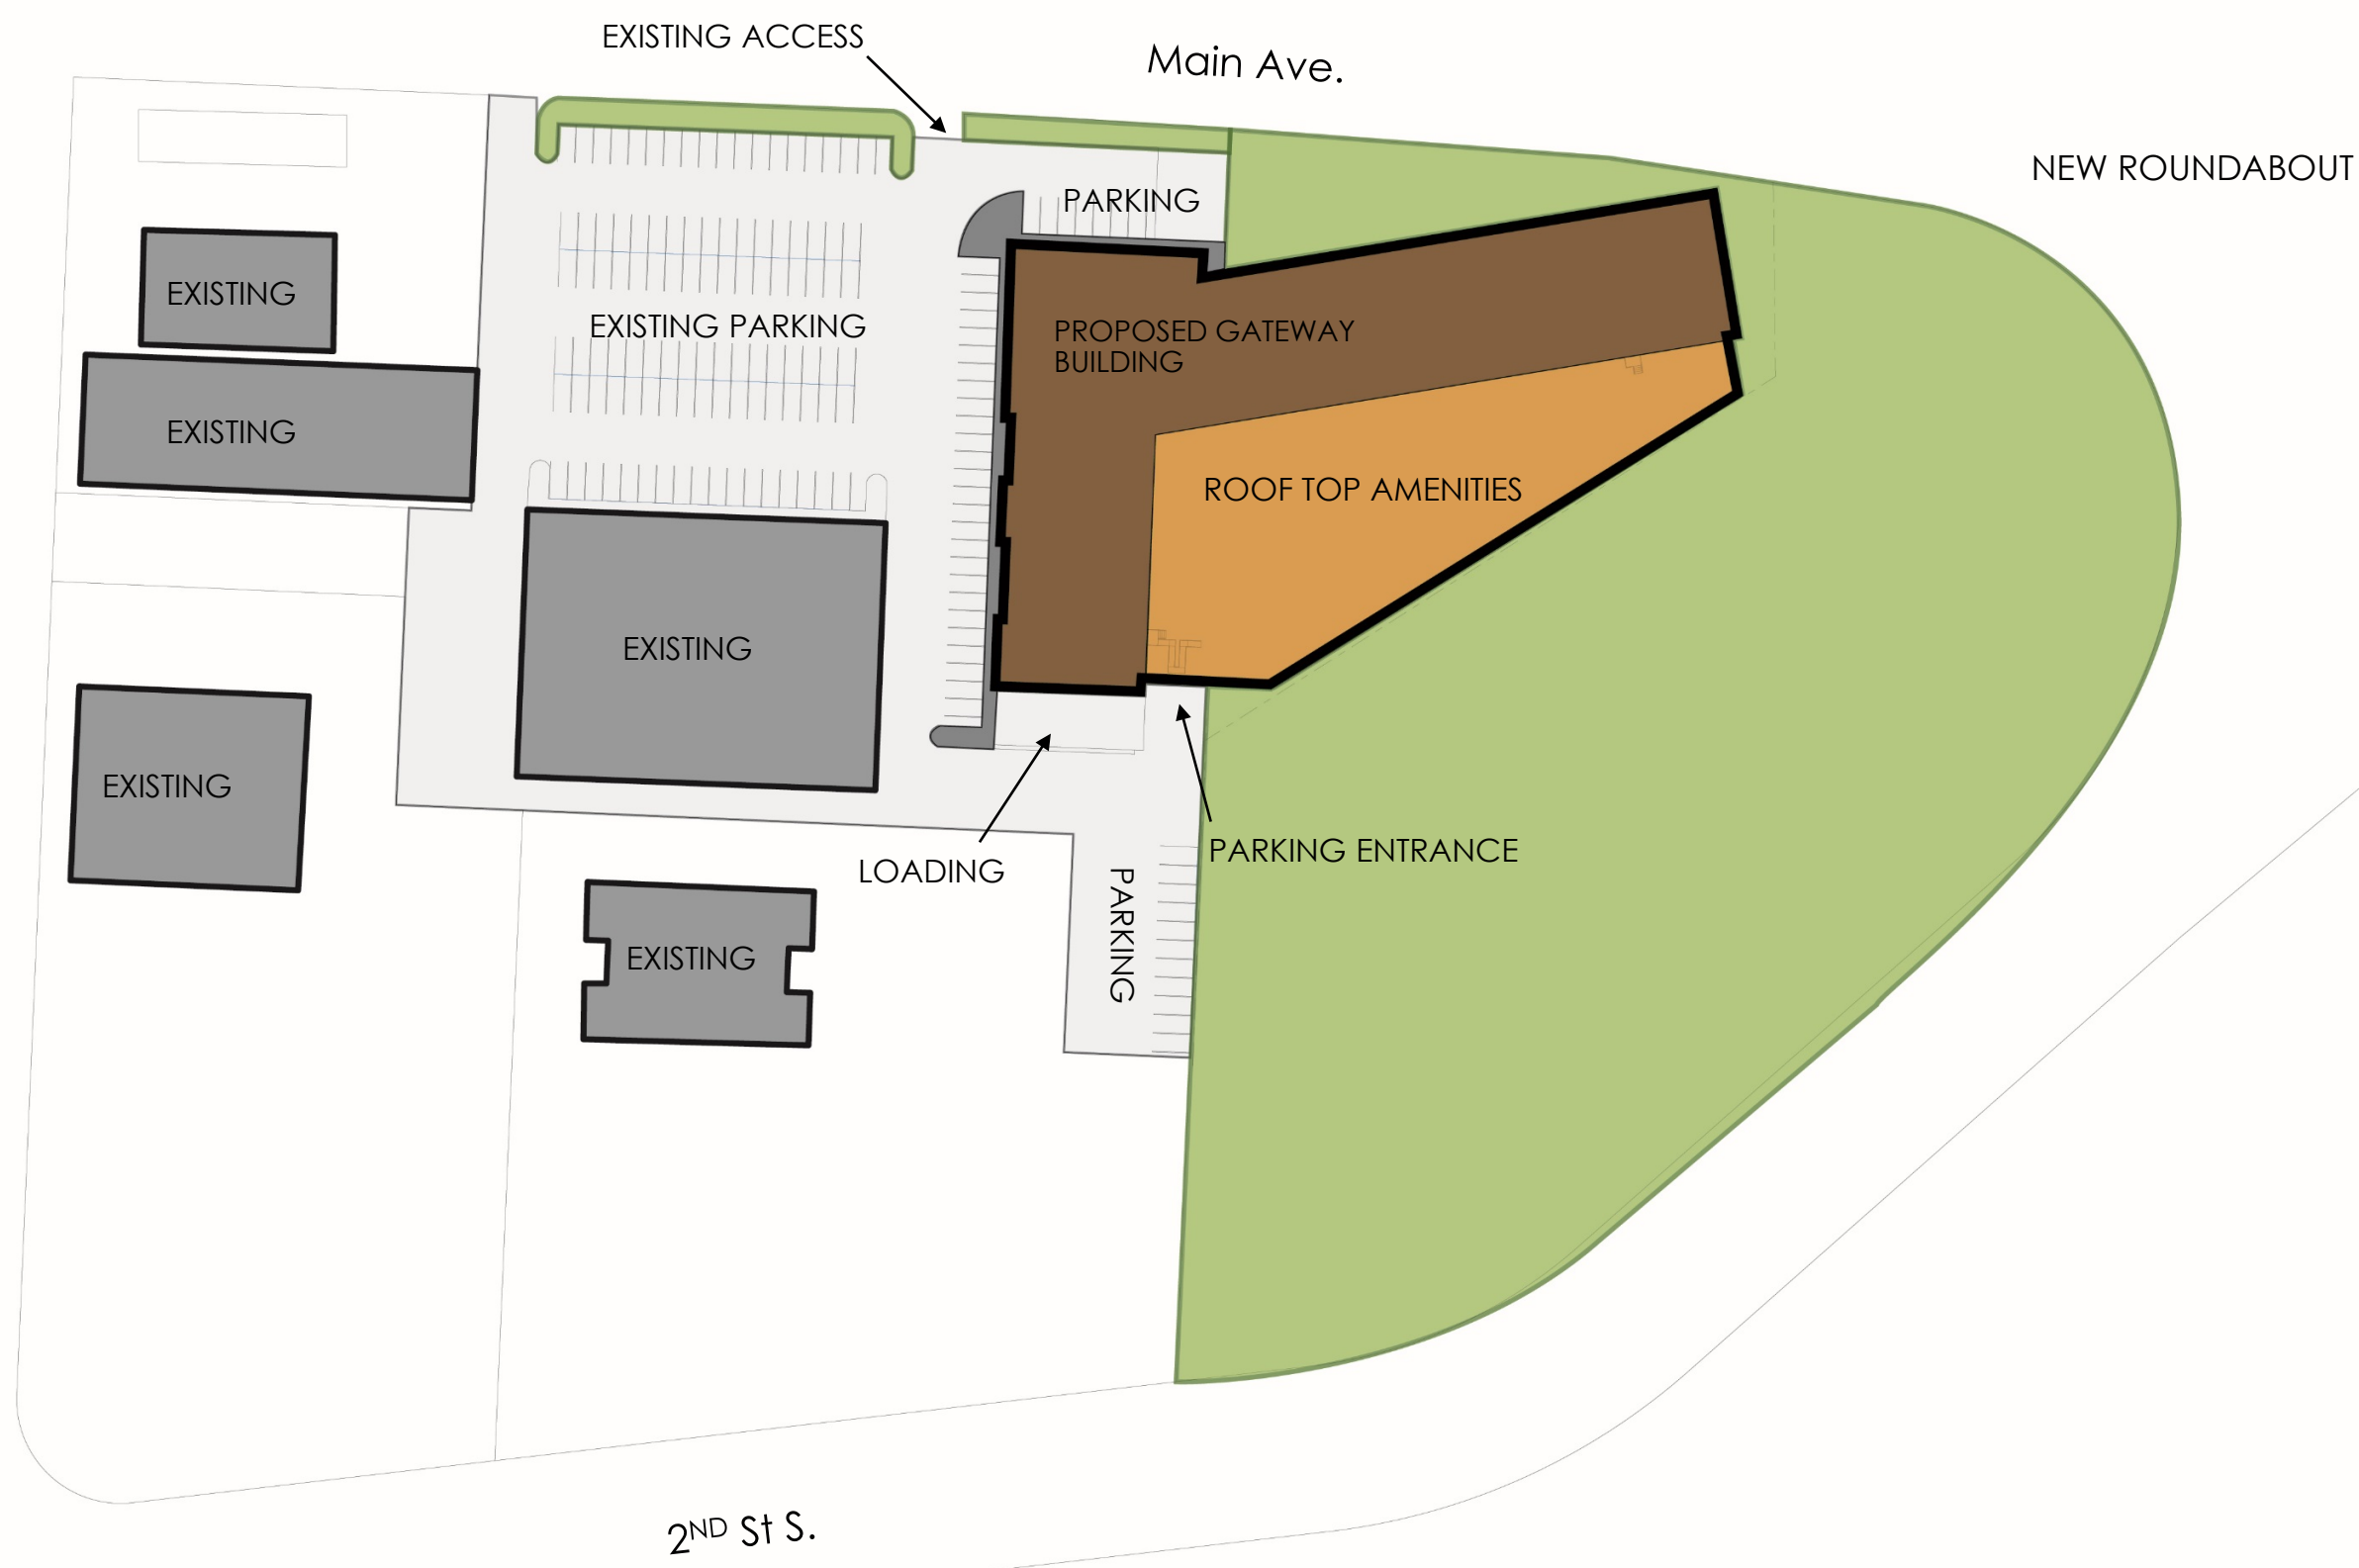 EXISTING ACCESS
Main Ave.
NEW ROUNDABOUT
PARKING
EXISTING
EXISTING PARKING
PROPOSED GATEWAY
BUILDING
EXISTING
ROOF TOP AMENITIES
EXISTING
EXISTING
PARKING ENTRANCE
LOADING
PARKING
EXISTING
2ND St S.